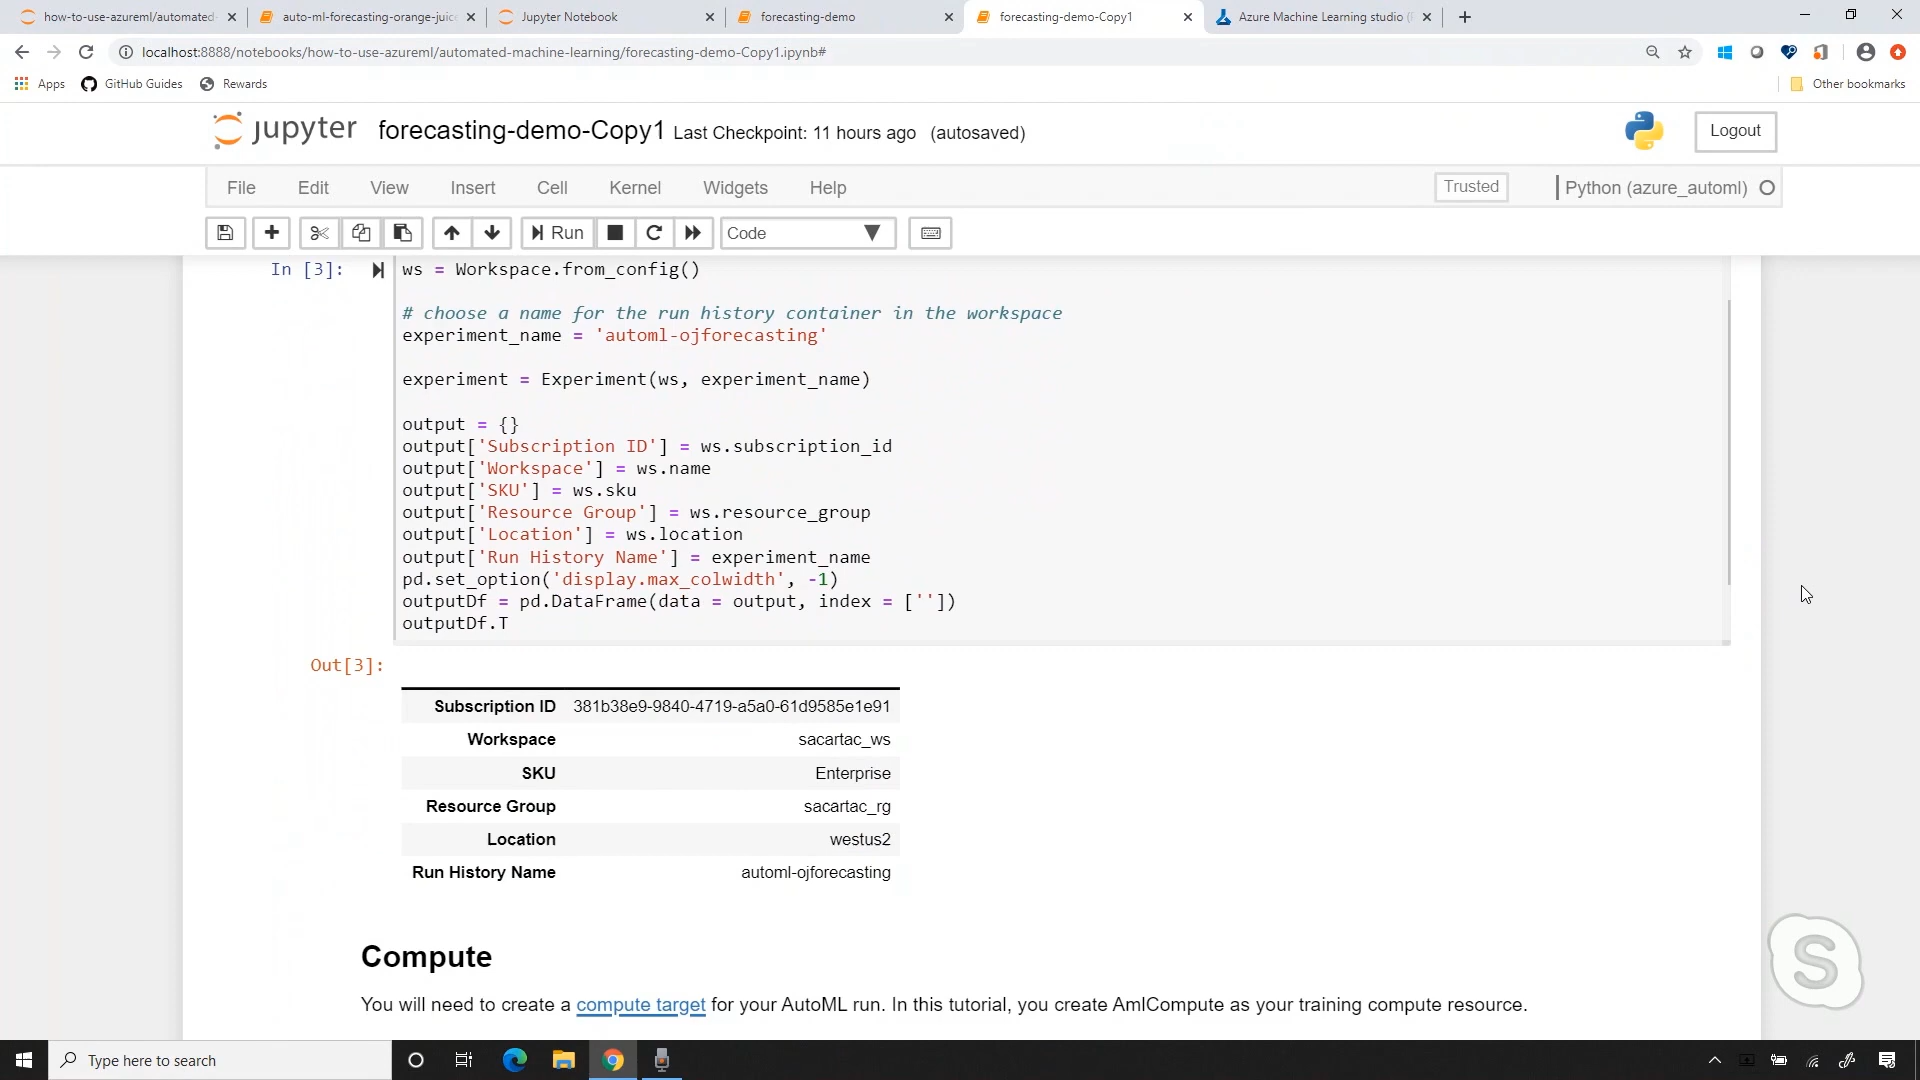 how-to-use-azureml/automated-
auto-ml-forecasting-orange-juice
Jupyter Notebook
forecasting-demo
forecasting-demo-Copy1
Azure Machine Learning studio (
localhost:8888/notebooks/how-to-use-azureml/automated-machine-learning/forecasting-demo-Copy1.ipynb#
Apps
GitHub Guides
Rewards
Other bookmarks
jupyter
forecasting-demo-Copy1 Last Checkpoint: 11 hours ago (autosaved)
Logout
File Edit View Insert Cell Kernel Widgets Help
Trusted
Python (azure_automl)
Run
Code
In [3]:
ws = Workspace.from_config()
# choose a name for the run history container in the workspace
experiment_name = 'automl-ojforecasting'
experiment = Experiment(ws, experiment_name)
output = {}
output['Subscription ID'] = ws.subscription_id
output['Workspace'] = ws.name
output['SKU'] = ws.sku
output['Resource Group'] = ws.resource_group
output['Location'] = ws.location
output['Run History Name'] = experiment_name
pd.set_option('display.max_colwidth', -1)
outputDf = pd.DataFrame(data = output, index = [''])
outputDf.T
Out[3]:
Subscription ID 381b38e9-9840-4719-a5a0-61d9585e1e91
Workspace sacartac_ws
SKU Enterprise
Resource Group sacartac_rg
Location westus2
Run History Name automl-ojforecasting
Compute
You will need to create a compute target for your AutoML run. In this tutorial, you create AmlCompute as your training compute resource.
S
Type here to search